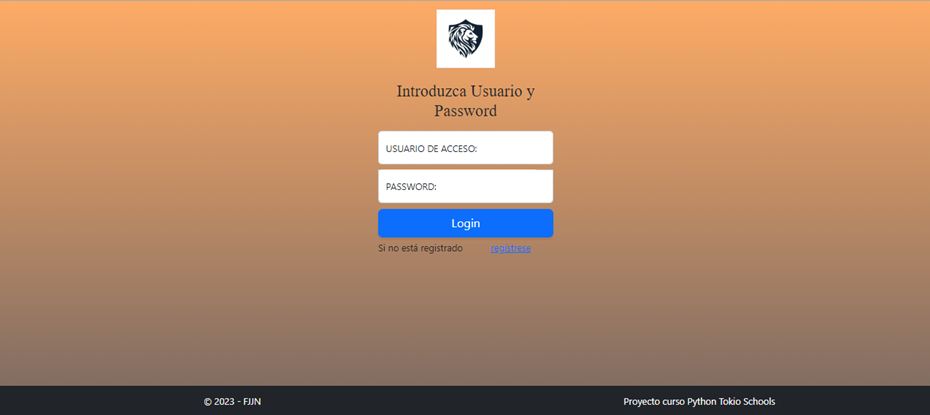 Introduzca Usuario y
Password
USUARIO DE ACCESO:
PASSWORD:
Login
Si no está registrado regístrese
© 2023 - FJJN Proyecto curso Python Tokio Schools